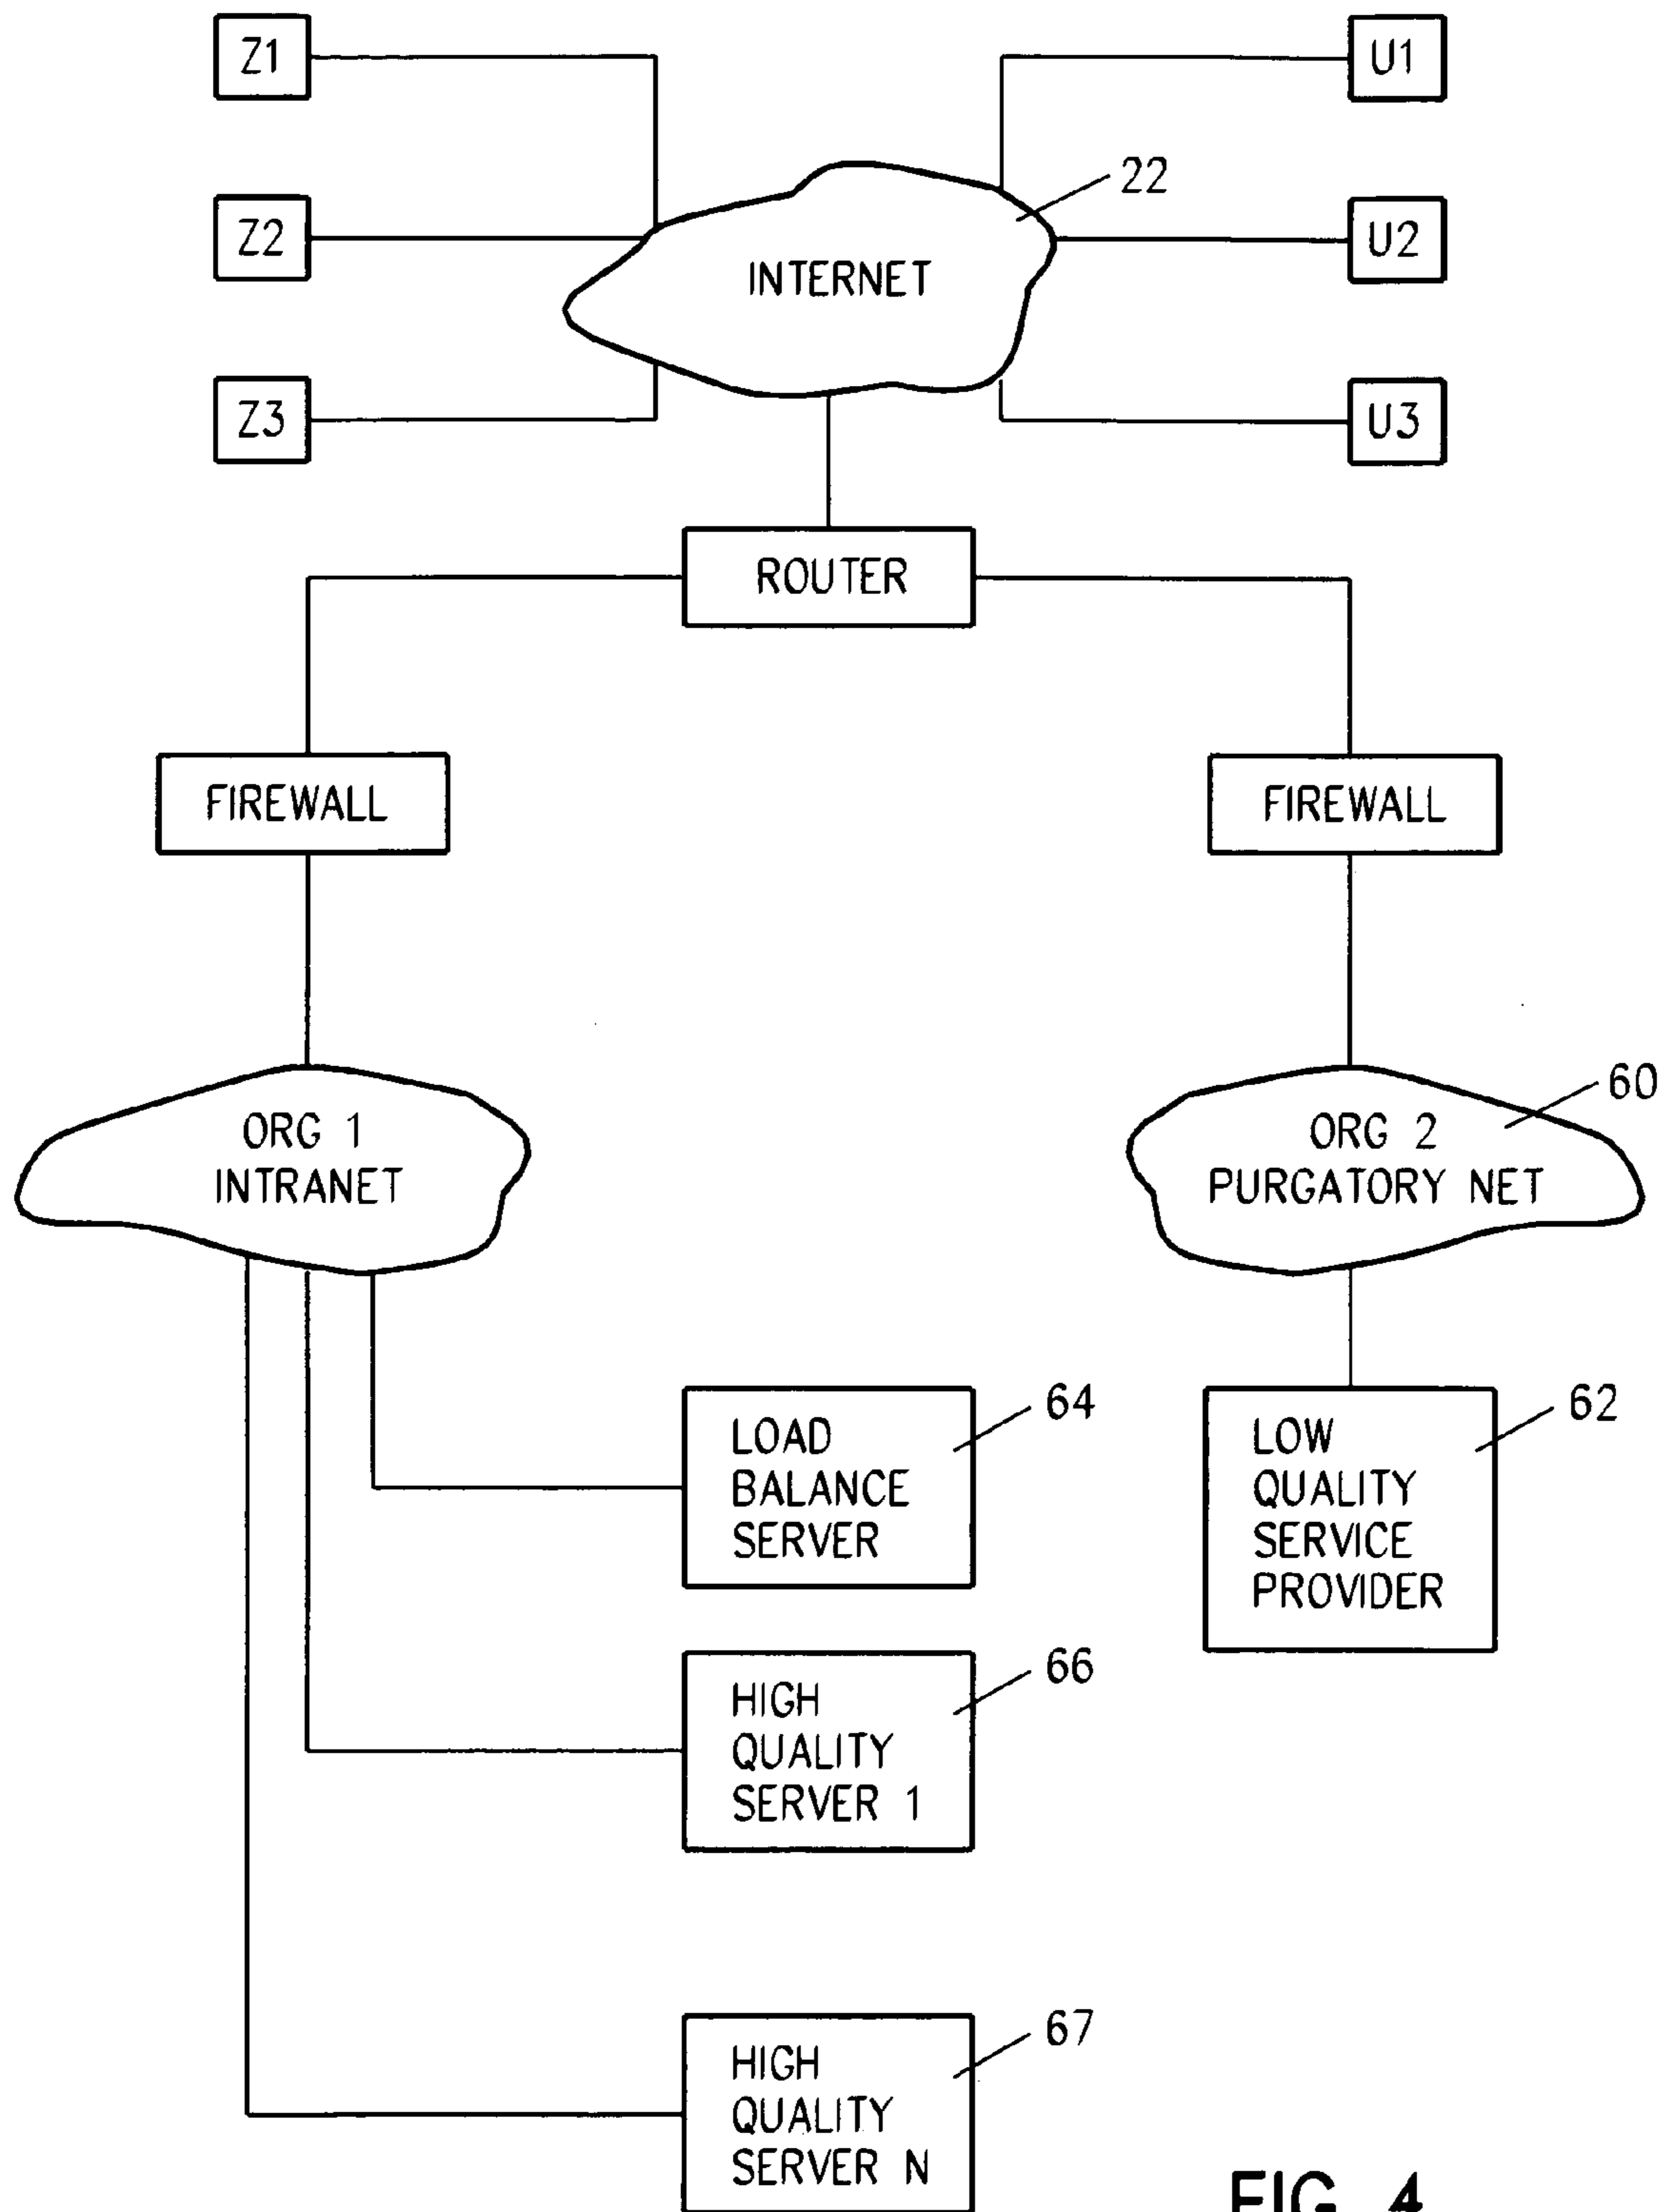 Z1
U1
22
Z2
U2
INTERNET
Z3
U3
ROUTER
FIREWALL
FIREWALL
60
ORG 1
INTRANET
ORG 2
PURGATORY NET
64
LOAD
BALANCE
SERVER
62
LOW
QUALITY
SERVICE
PROVIDER
66
HIGH
QUALITY
SERVER 1
67
HIGH
QUALITY
SERVER N
FIG. 4